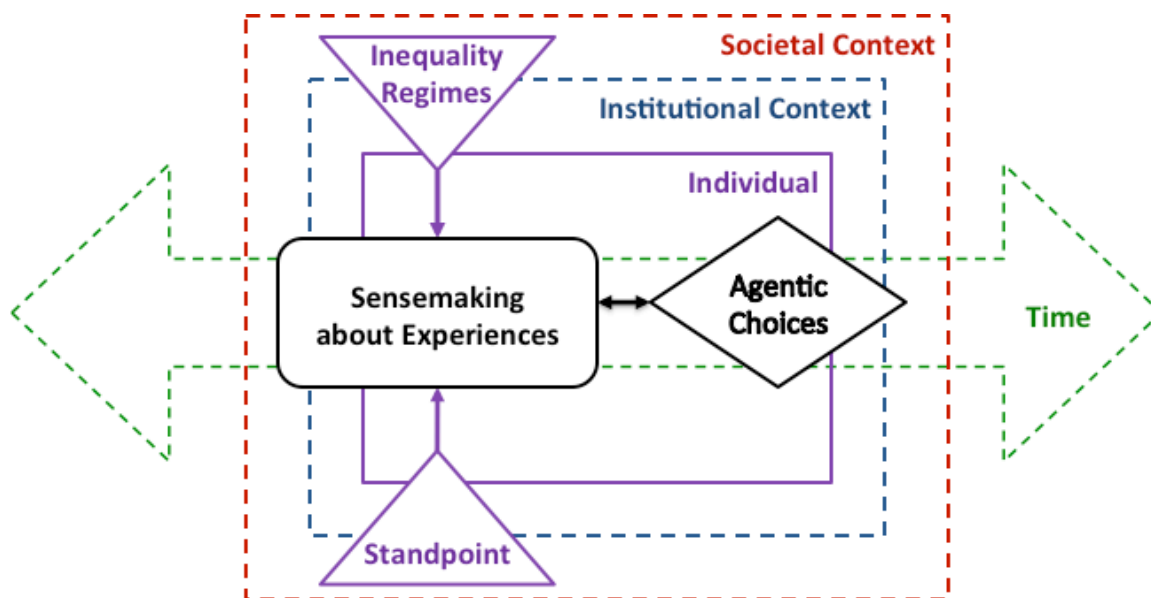 Societal Context
Inequality
Regimes
Institutional Context
Individual
Sensemaking
about Experiences
Agentic
Choices
Time
Standpoint